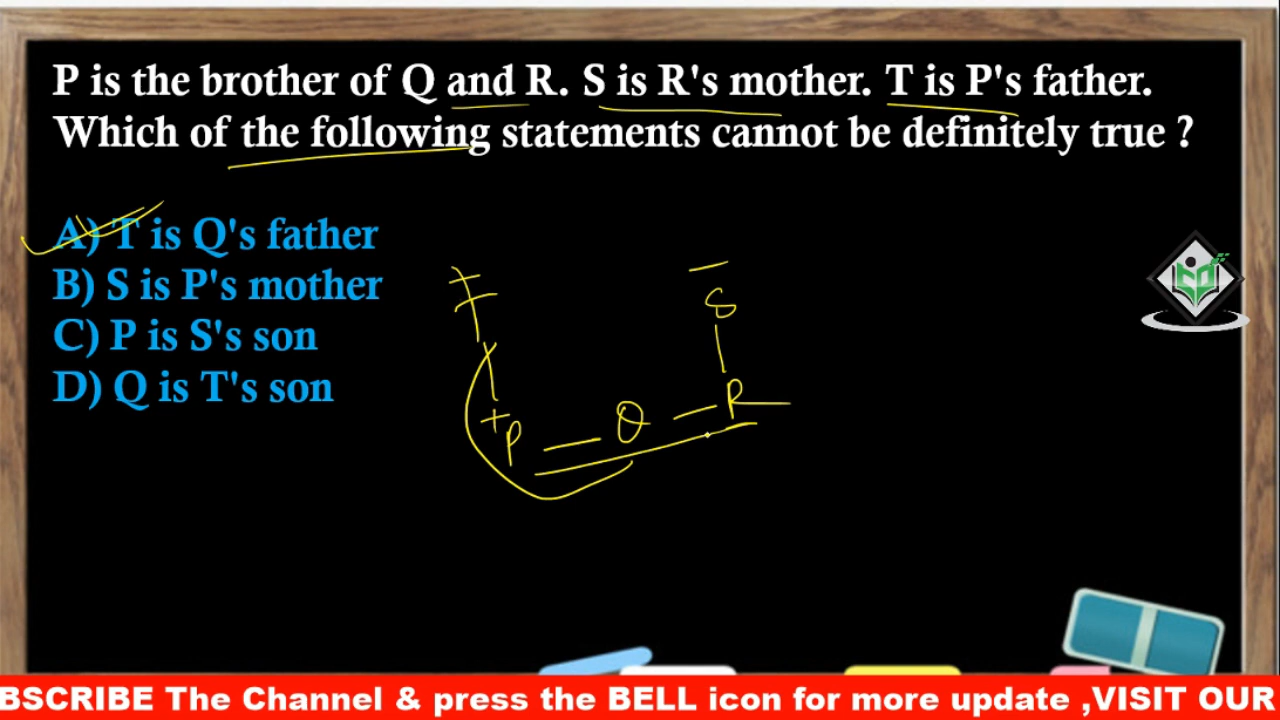 P is the brother of Q and R. S is R's mother. T is P's father.
Which of the following statements cannot be definitely true ?
A) T is Q's father
B) S is P's mother
C) P is S's son
D) Q is T's son
S
+
P — Q — R
BSCRIBE The Channel & press the BELL icon for more update ,VISIT OUR